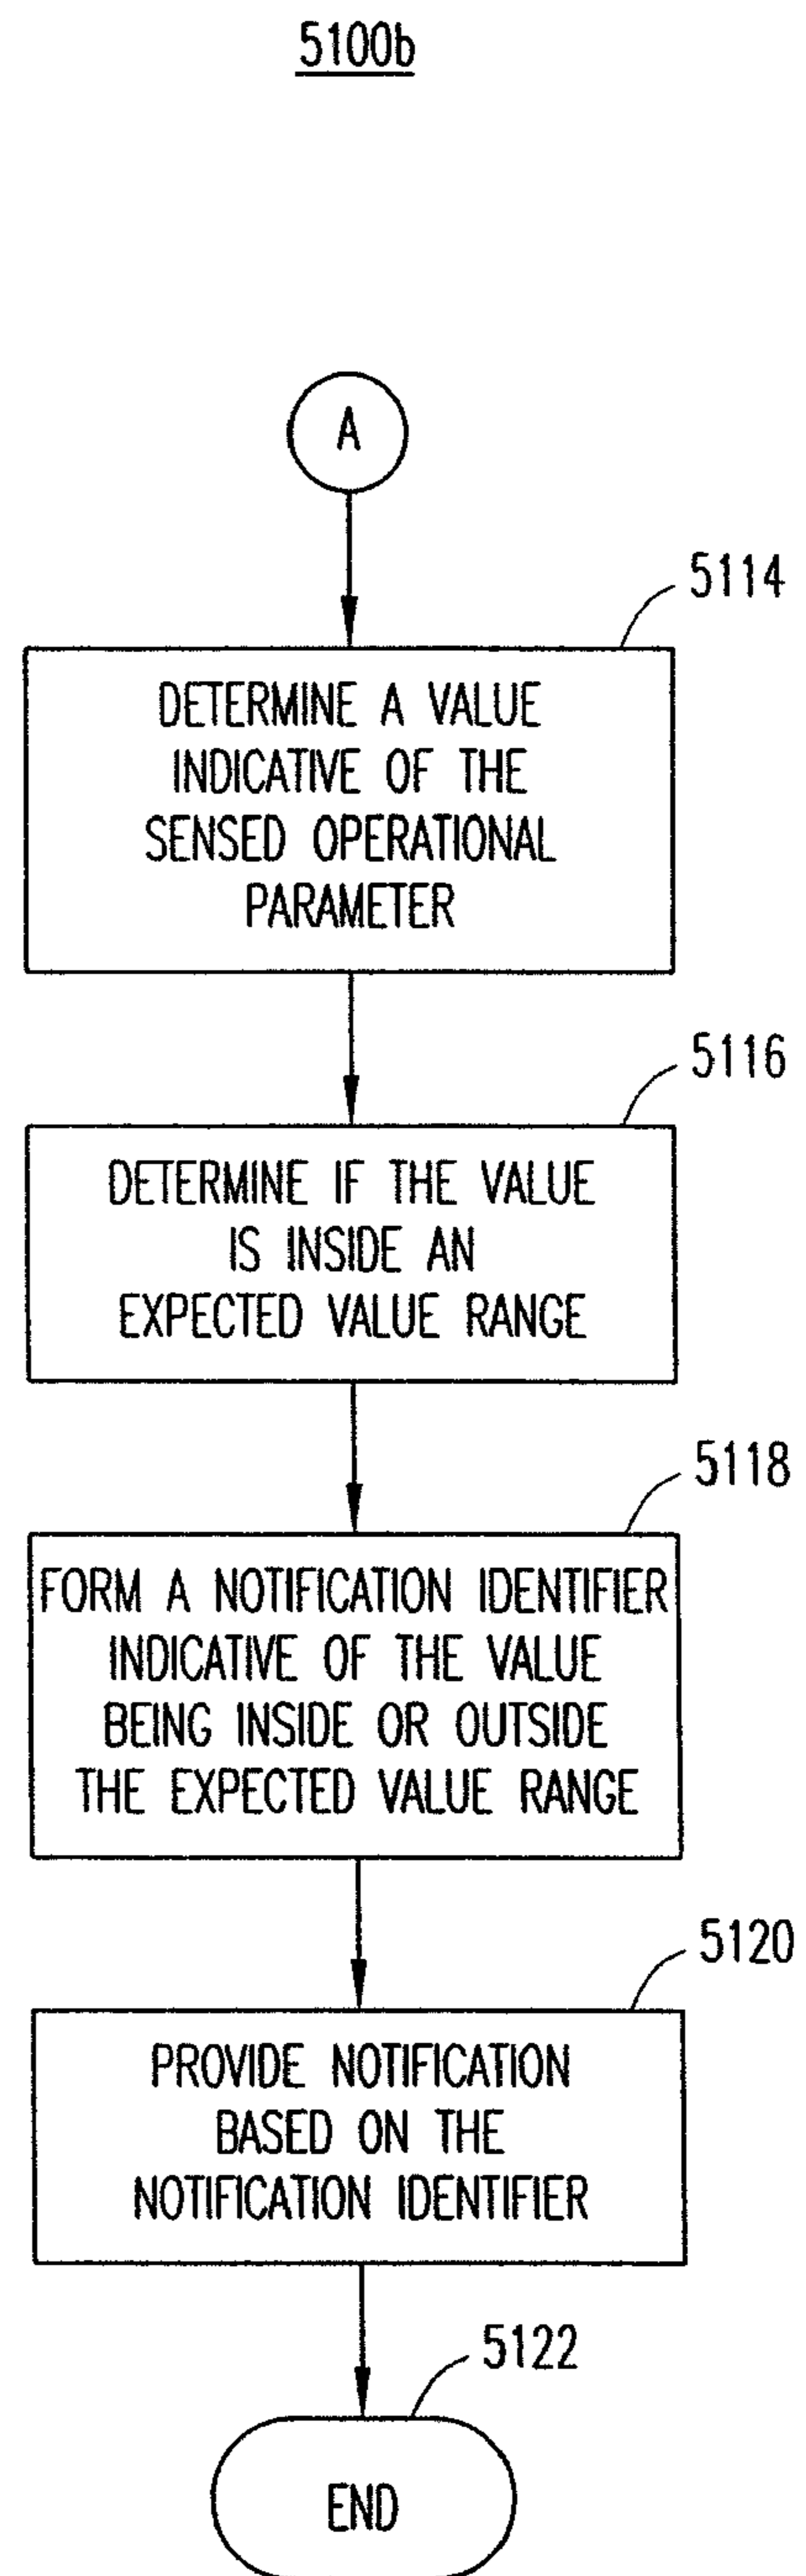 5100b
A
5114
DETERMINE A VALUE
INDICATIVE OF THE
SENSED OPERATIONAL
PARAMETER
5116
DETERMINE IF THE VALUE
IS INSIDE AN
EXPECTED VALUE RANGE
5118
FORM A NOTIFICATION IDENTIFIER
INDICATIVE OF THE VALUE
BEING INSIDE OR OUTSIDE
THE EXPECTED VALUE RANGE
5120
PROVIDE NOTIFICATION
BASED ON THE
NOTIFICATION IDENTIFIER
5122
END